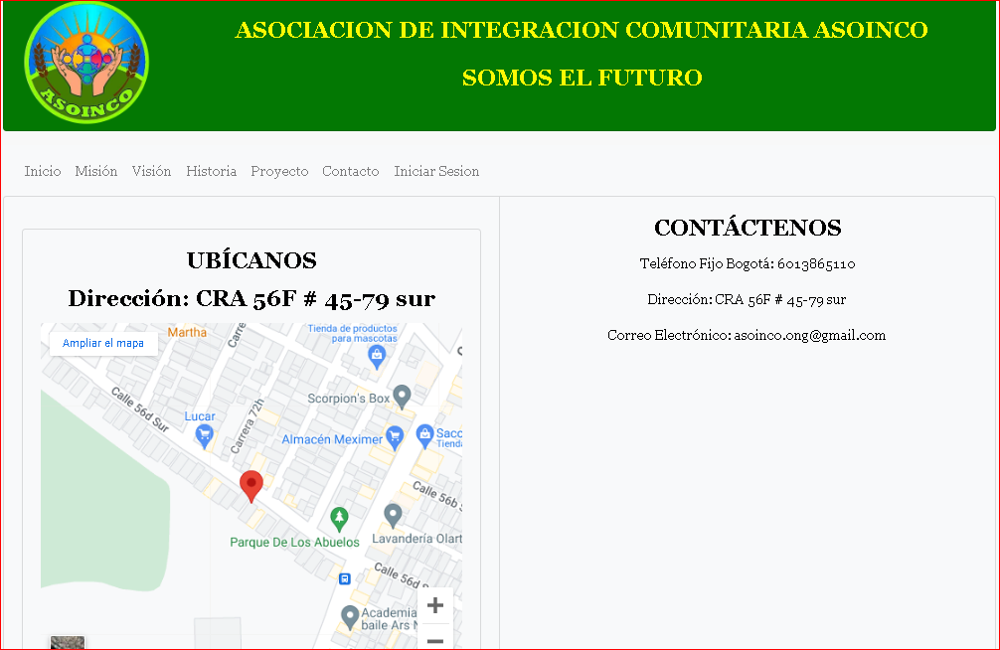 ASOCIACION DE INTEGRACION COMUNITARIA ASOINCO
SOMOS EL FUTURO
ASOINCO
Inicio Misión Visión Historia Proyecto Contacto Iniciar Sesion
UBÍCANOS
Dirección: CRA 56F # 45-79 sur
Ampliar el mapa
Martha
Carre
Tienda de productos
para mascotas
C
Calle 56d Sur
Lucar
Carrera 72h
Scorpion's Box
Almacén Meximer
Sacc
Tienda
Calle 56b S
Parque De Los Abuelos
Lavandería Olart
Calle 56d S
Academia
baile Ars N
+
−
CONTÁCTENOS
Teléfono Fijo Bogotá: 6013865110
Dirección: CRA 56F # 45-79 sur
Correo Electrónico: asoinco.ong@gmail.com